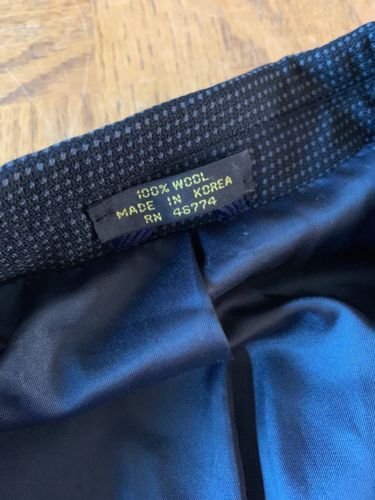 100% WOOL
MADE IN KOREA
RN 46774